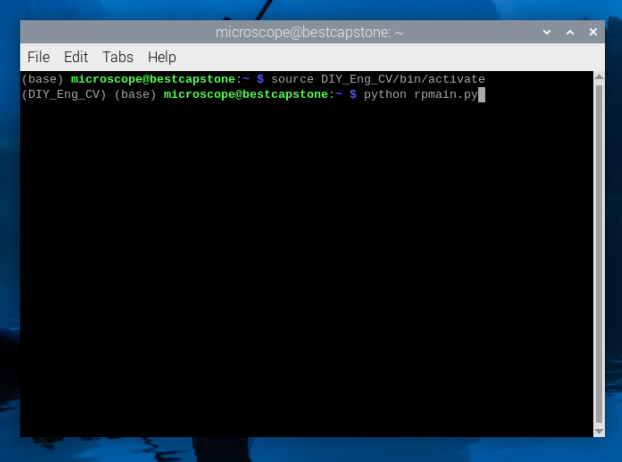 microscope@bestcapstone: ~
File Edit Tabs Help
(base) microscope@bestcapstone:~ $ source DIY_Eng_CV/bin/activate
(DIY_Eng_CV) (base) microscope@bestcapstone:~ $ python rpmain.py